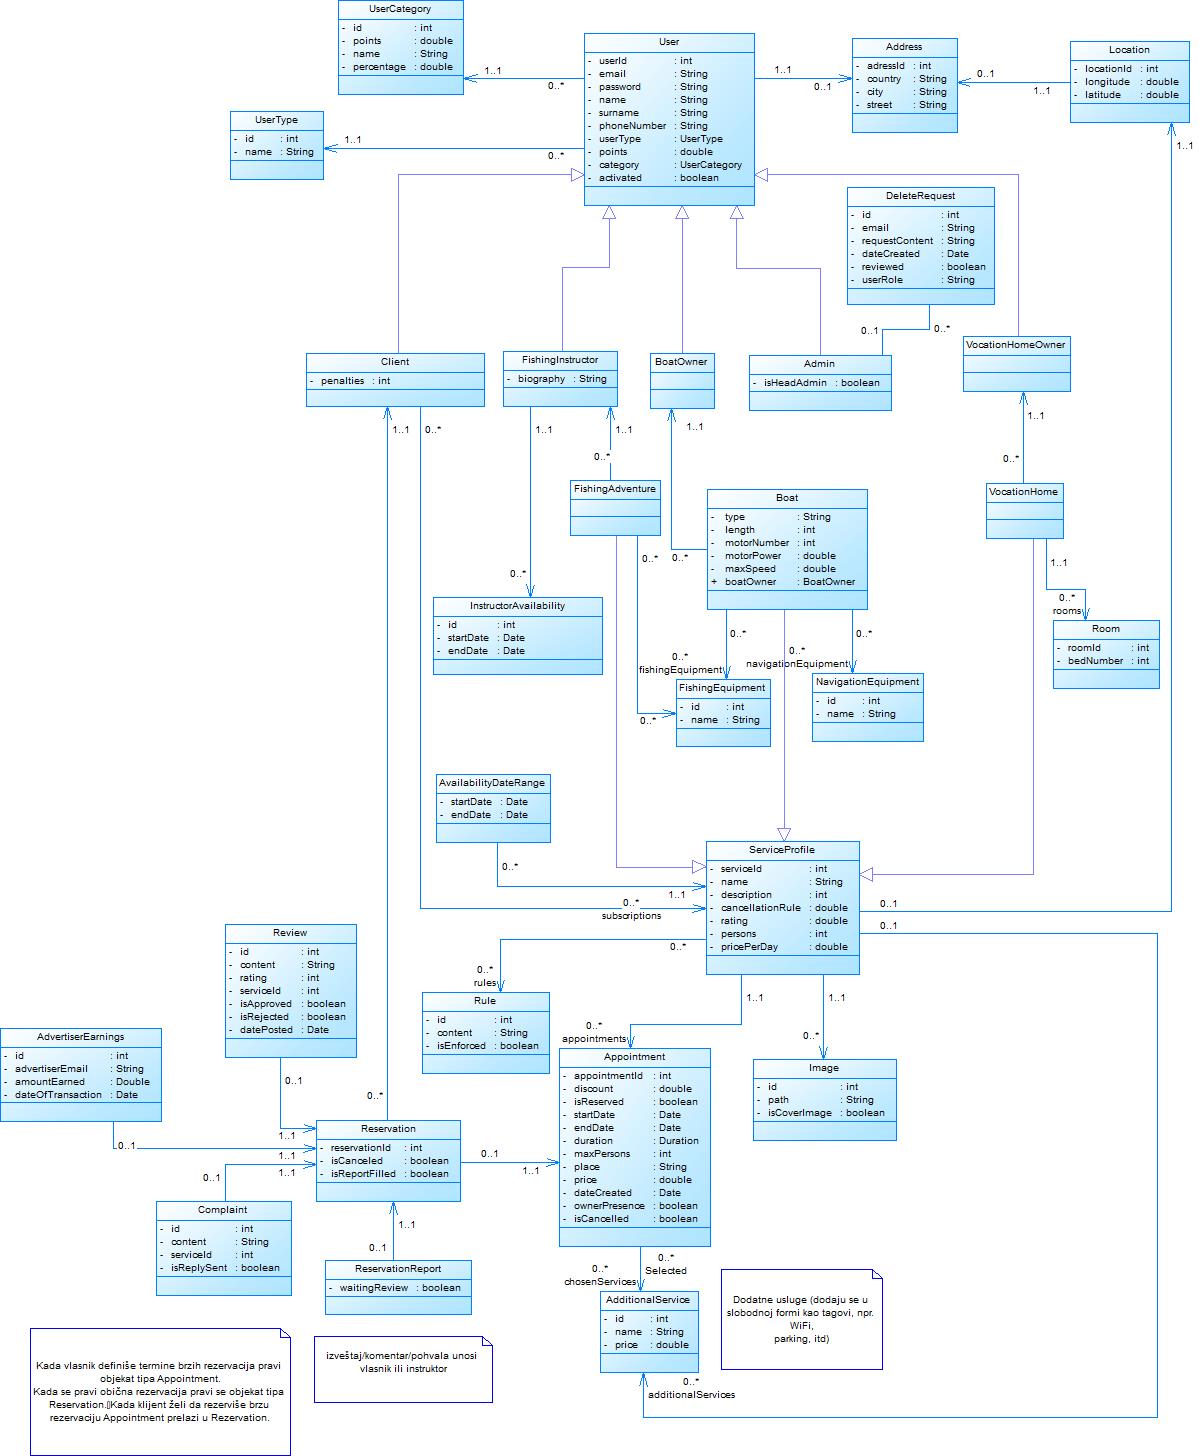 UserCategory
- id : int
- points : double
- name : String
- percentage : double
User
- userId : int
- email : String
- password : String
- name : String
- surname : String
- phoneNumber : String
- userType : UserType
- points : double
- category : UserCategory
- activated : boolean
Address
- adressId : int
- country : String
- city : String
- street : String
Location
- locationId : int
- longitude : double
- latitude : double
1..1
0..*
1..1
0..1
0..1
1..1
UserType
- id : int
- name : String
1..1
0..*
1..1
DeleteRequest
- id : int
- email : String
- requestContent : String
- dateCreated : Date
- reviewed : boolean
- userRole : String
0..1
0..*
Client
- penalties : int
FishingInstructor
- biography : String
BoatOwner
Admin
- isHeadAdmin : boolean
VocationHomeOwner
1..1
0..*
1..1
1..1
1..1
1..1
0..*
0..*
FishingAdventure
Boat
- type : String
- length : int
- motorNumber : int
- motorPower : double
- maxSpeed : double
+ boatOwner : BoatOwner
VocationHome
0..*
0..*
0..*
1..1
InstructorAvailability
- id : int
- startDate : Date
- endDate : Date
0..*
rooms
Room
- roomId : int
- bedNumber : int
0..*
0..*
0..*
fishingEquipment
0..*
navigationEquipment
FishingEquipment
- id : int
- name : String
0..*
NavigationEquipment
- id : int
- name : String
AvailabilityDateRange
- startDate : Date
- endDate : Date
0..*
1..1
0..*
subscriptions
ServiceProfile
- serviceId : int
- name : String
- description : int
- cancellationRule : double
- rating : double
- persons : int
- pricePerDay : double
0..1
0..1
0..*
0..*
rules
1..1
1..1
Review
- id : int
- content : String
- rating : int
- serviceId : int
- isApproved : boolean
- isRejected : boolean
- datePosted : Date
Rule
- id : int
- content : String
- isEnforced : boolean
0..*
appointments
0..*
AdvertiserEarnings
- id : int
- advertiserEmail : String
- amountEarned : Double
- dateOfTransaction : Date
Appointment
- appointmentId : int
- discount : double
- isReserved : boolean
- startDate : Date
- endDate : Date
- duration : Duration
- maxPersons : int
- place : String
- price : double
- dateCreated : Date
- ownerPresence : boolean
- isCancelled : boolean
Image
- id : int
- path : String
- isCoverImage : boolean
0..1
0..*
1..1
0..1
1..1
1..1
0..1
Reservation
- reservationId : int
- isCanceled : boolean
- isReportFilled : boolean
0..1
1..1
Complaint
- id : int
- content : String
- serviceId : int
- isReplySent : boolean
1..1
0..1
ReservationReport
- waitingReview : boolean
0..*
Selected
0..*
chosenServices
AdditionalService
- id : int
- name : String
- price : double
0..*
additionalServices
Dodatne usluge (dodaju se u
slobodnoj formi kao tagovi, npr.
WiFi,
parking, itd)
Kada vlasnik definiše termine brzih rezervacija pravi
objekat tipa Appointment.
Kada se pravi obična rezervacija pravi se objekat tipa
Reservation.▯Kada klijent želi da rezerviše brzu
rezervaciju Appointment prelazi u Rezervation.
izveštaj/komentar/pohvala unosi
vlasnik ili instruktor